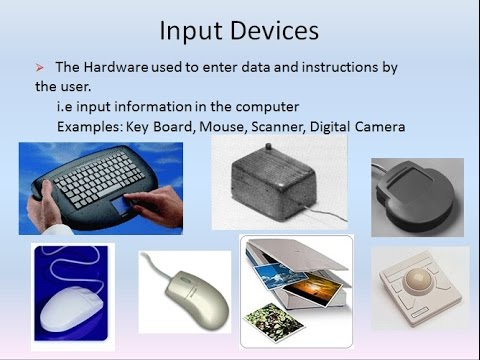 Input Devices
The Hardware used to enter data and instructions by
the user.
i.e input information in the computer
Examples: Key Board, Mouse, Scanner, Digital Camera